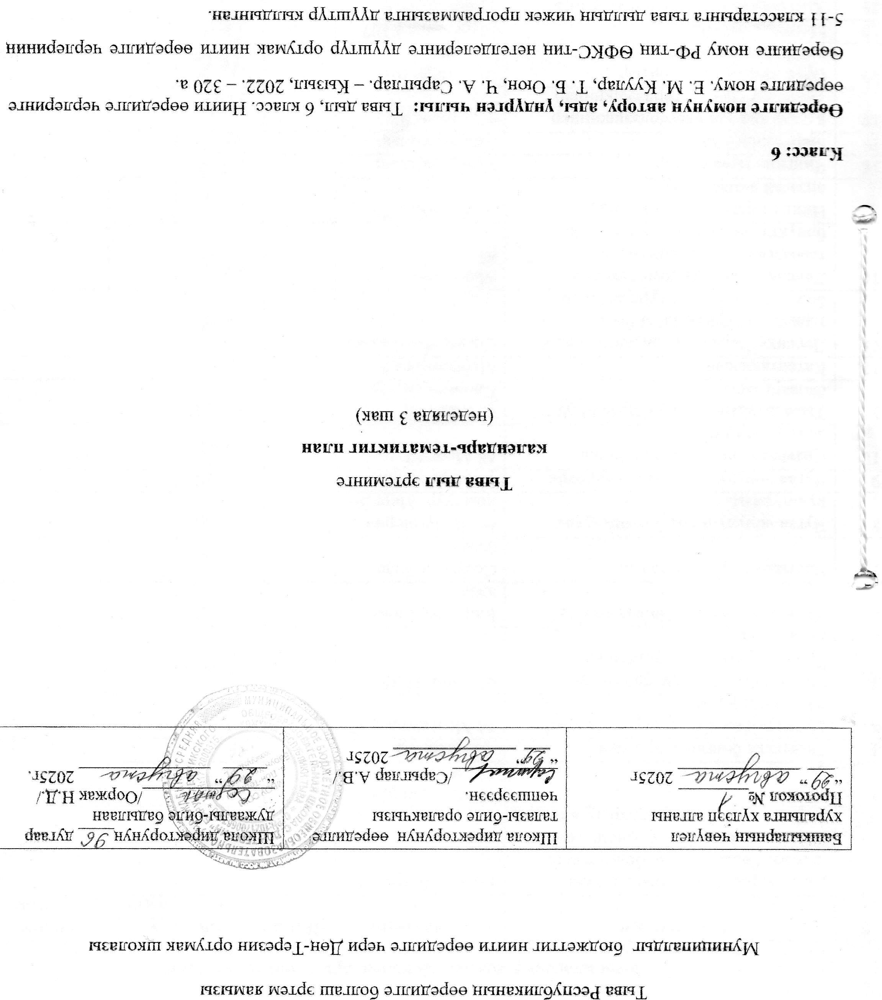 Тыва Республиканың өөредилге болгаш эртем яамызы
Муниципалдыг бюджеттиг ниити өөредилге чери Дөң-Терезин ортумак школазы
Башкыларның чөвүлел
хуралынга хүлээп алганы
Протокол № 1
“29” августа 2025г
Школа директорунун өөредилге
талазы-биле оралакчызы
чөпшээрээн.
/Сарыглар А.В./
“29” августа 2025г
Школа директорунун 96 дугаар
дужаалы-биле бадылаан
/Ооржак Н.Д./
“29” августа 2025г.
Тыва дыл эртеминге
календарь-тематиктиг план
(неделяда 3 шак)
Класс: 6
Өөредилге номунуң автору, ады, үндүрген чылы: Тыва дыл, 6 класс. Ниити өөредилге черлеринге
өөредилге ному. Е. М. Куулар, Т. Б. Оюн, Ч. А. Сарыглар. – Кызыл, 2022. – 320 а.
Өөредилге ному РФ-тиң ӨФКС-тиң негелделеринге дүүштүр ортумак ниити өөредилге черлериниң
5-11 класстарынга тыва дылдың чижек программазынга дүүштүр кылдынган.